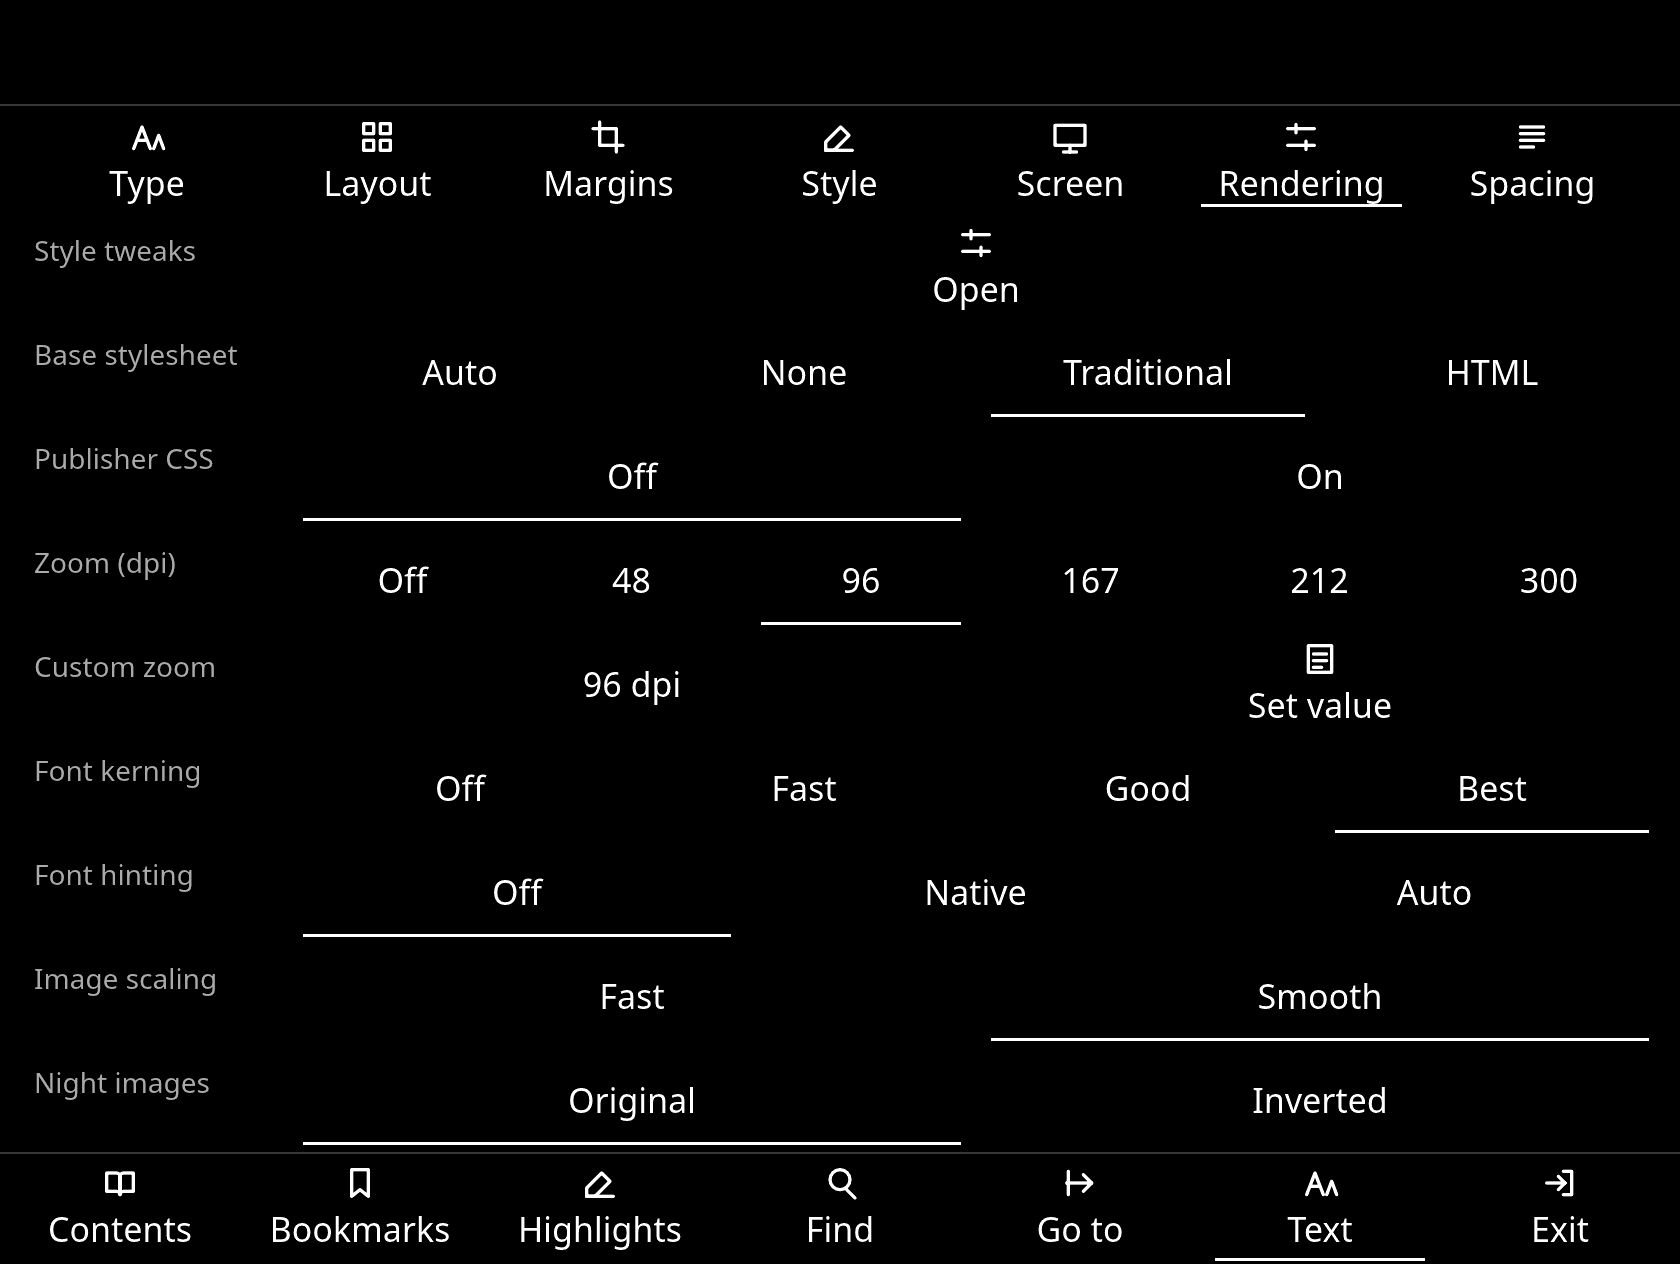 Type Layout Margins Style Screen Rendering Spacing
Style tweaks Open
Base stylesheet Auto None Traditional HTML
Publisher CSS Off On
Zoom (dpi) Off 48 96 167 212 300
Custom zoom 96 dpi Set value
Font kerning Off Fast Good Best
Font hinting Off Native Auto
Image scaling Fast Smooth
Night images Original Inverted
Contents Bookmarks Highlights Find Go to Text Exit